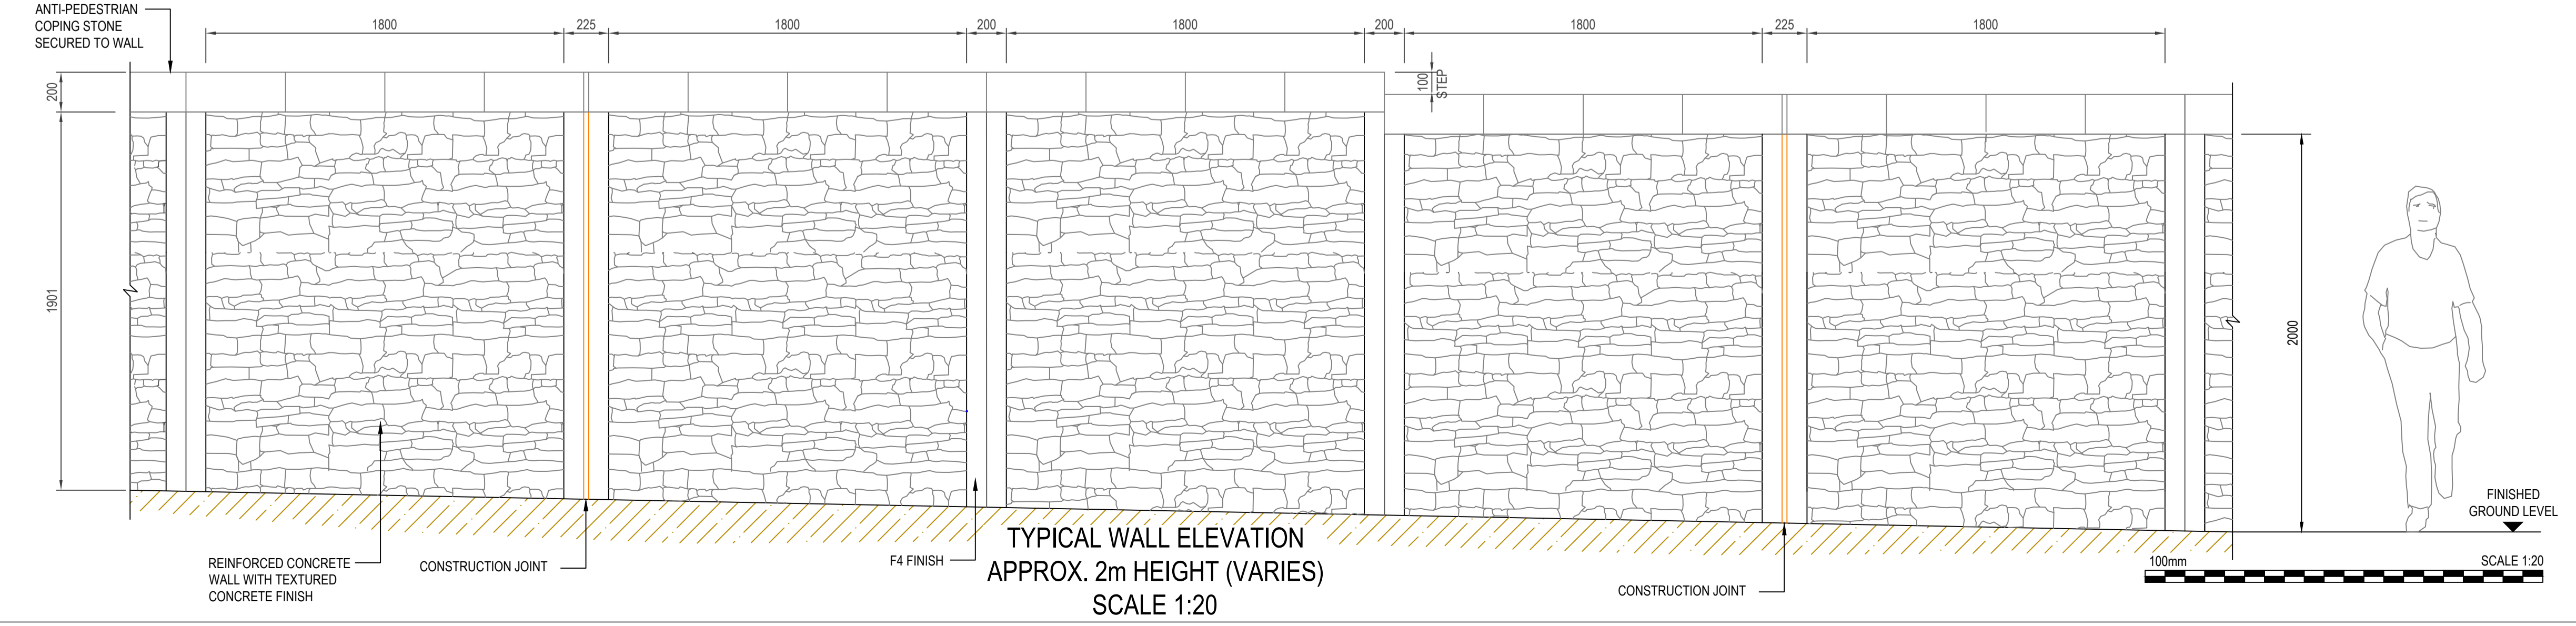 ANTI-PEDESTRIAN
COPING STONE
SECURED TO WALL
1800
225
1800
200
1800
200
1800
225
1800
200
100
STEP
1901
2000
FINISHED
GROUND LEVEL
REINFORCED CONCRETE
WALL WITH TEXTURED
CONCRETE FINISH
CONSTRUCTION JOINT
F4 FINISH
TYPICAL WALL ELEVATION
APPROX. 2m HEIGHT (VARIES)
SCALE 1:20
CONSTRUCTION JOINT
100mm
SCALE 1:20